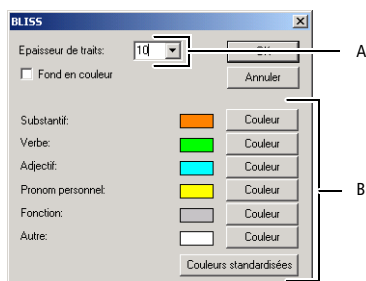 BLISS
Epaisseur de traits: 10 A
Fond en couleur Annuler
Substantif: Couleur
Verbe: Couleur
Adjectif: Couleur
Pronom personnel: Couleur B
Fonction: Couleur
Autre: Couleur
Couleurs standardisées